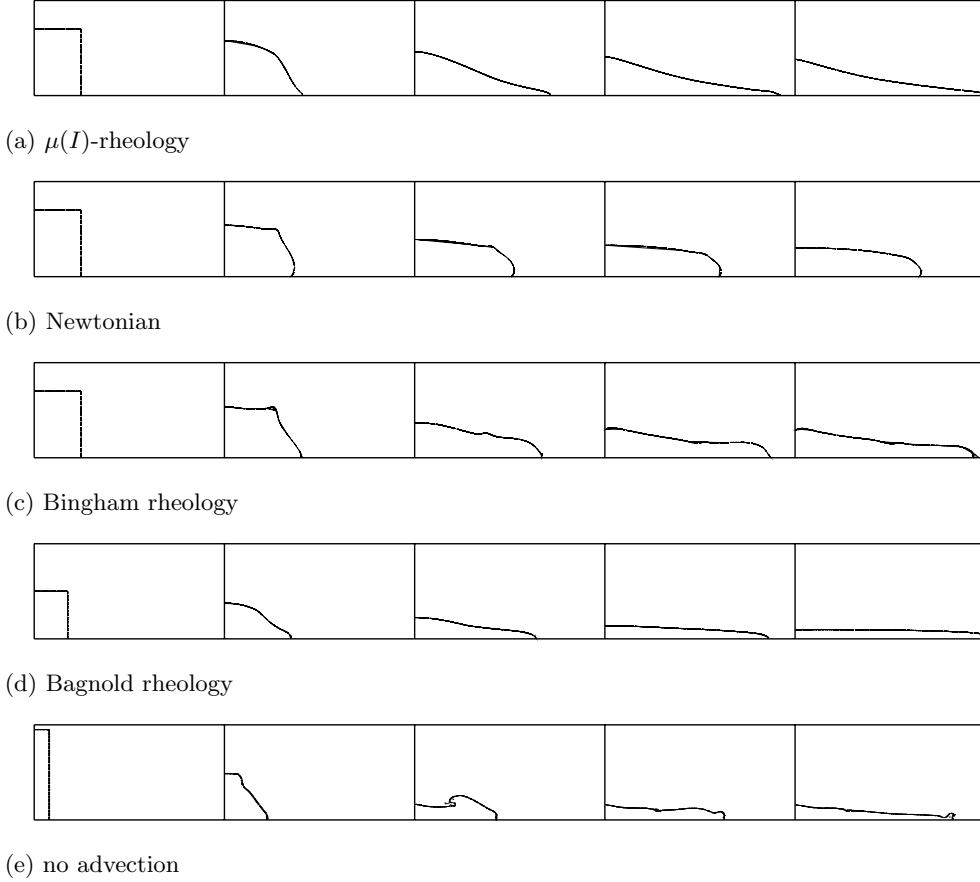 (a) μ(I)-rheology
(b) Newtonian
(c) Bingham rheology
(d) Bagnold rheology
(e) no advection